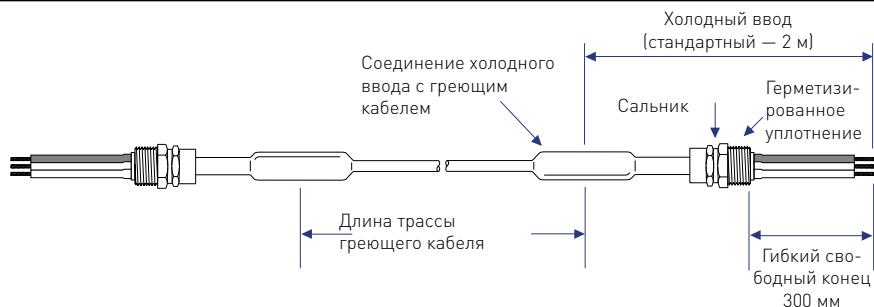 Холодный ввод
(стандартный — 2 м)
Соединение холодного
ввода с греющим
кабелем
Сальник
Герметизи-
рованное
уплотнение
Длина трассы
греющего кабеля
Гибкий сво-
бодный конец
300 мм